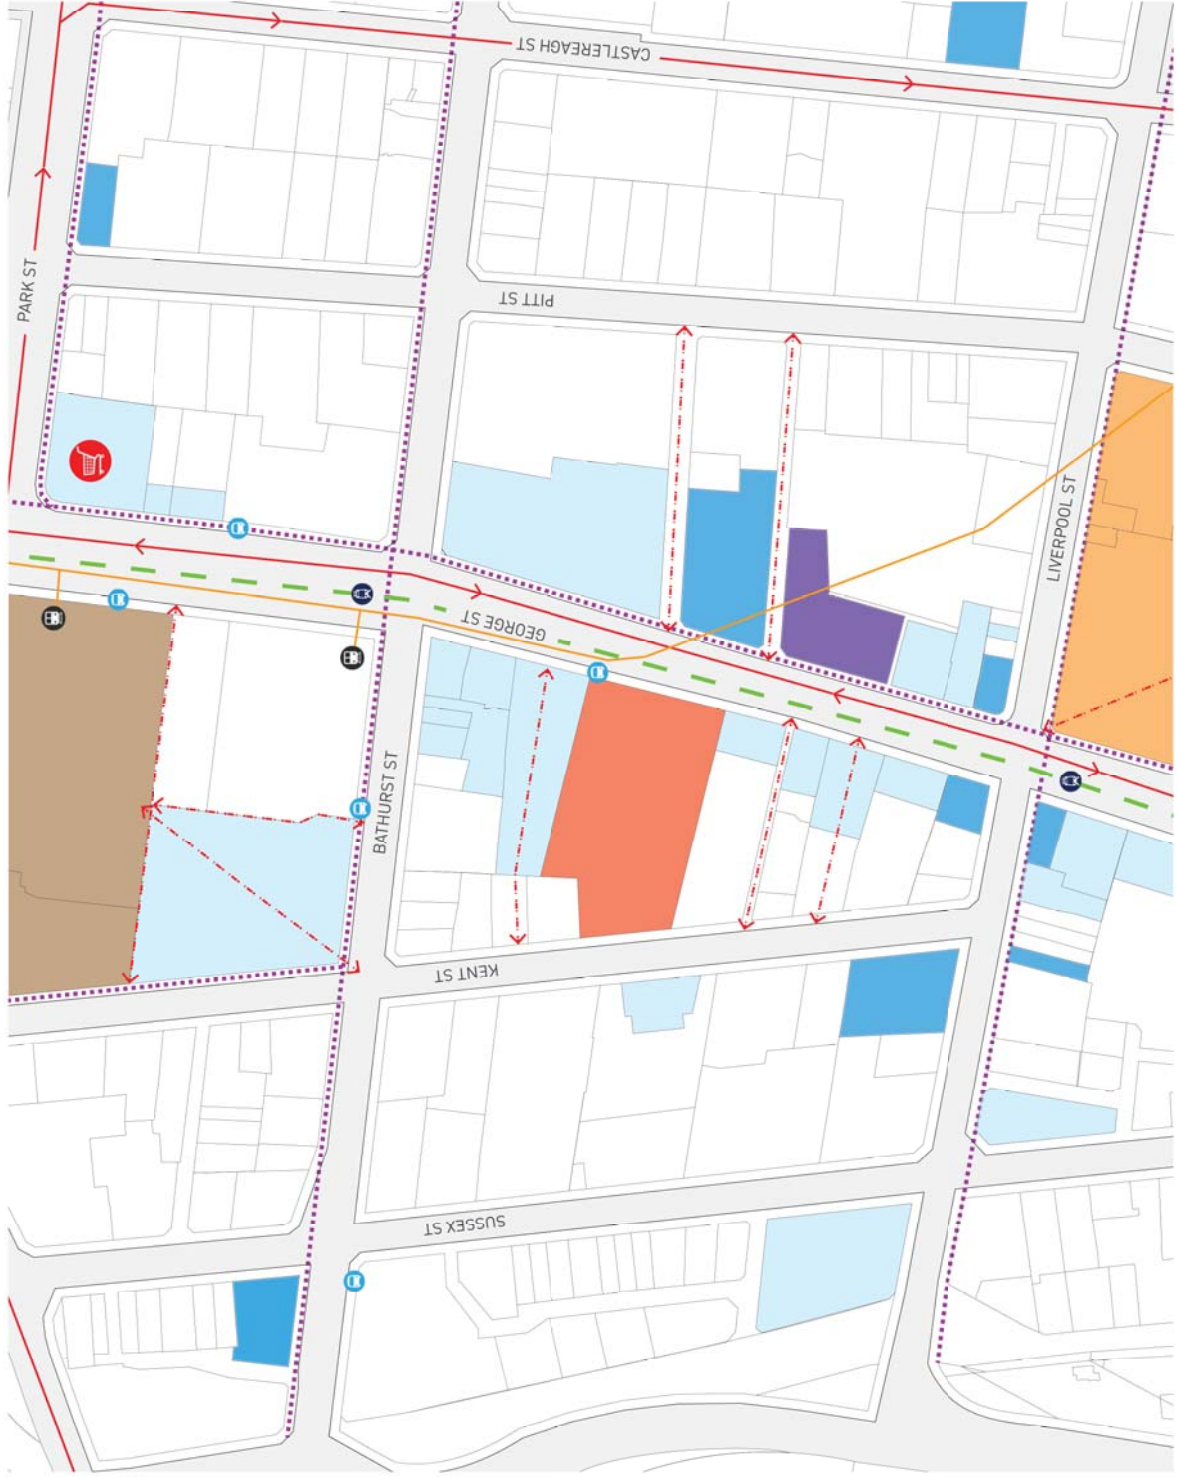 CASTLEREAGH ST
PARK ST
PITT ST
LIVERPOOL ST
GEORGE ST
BATHURST ST
KENT ST
SUSSEX ST